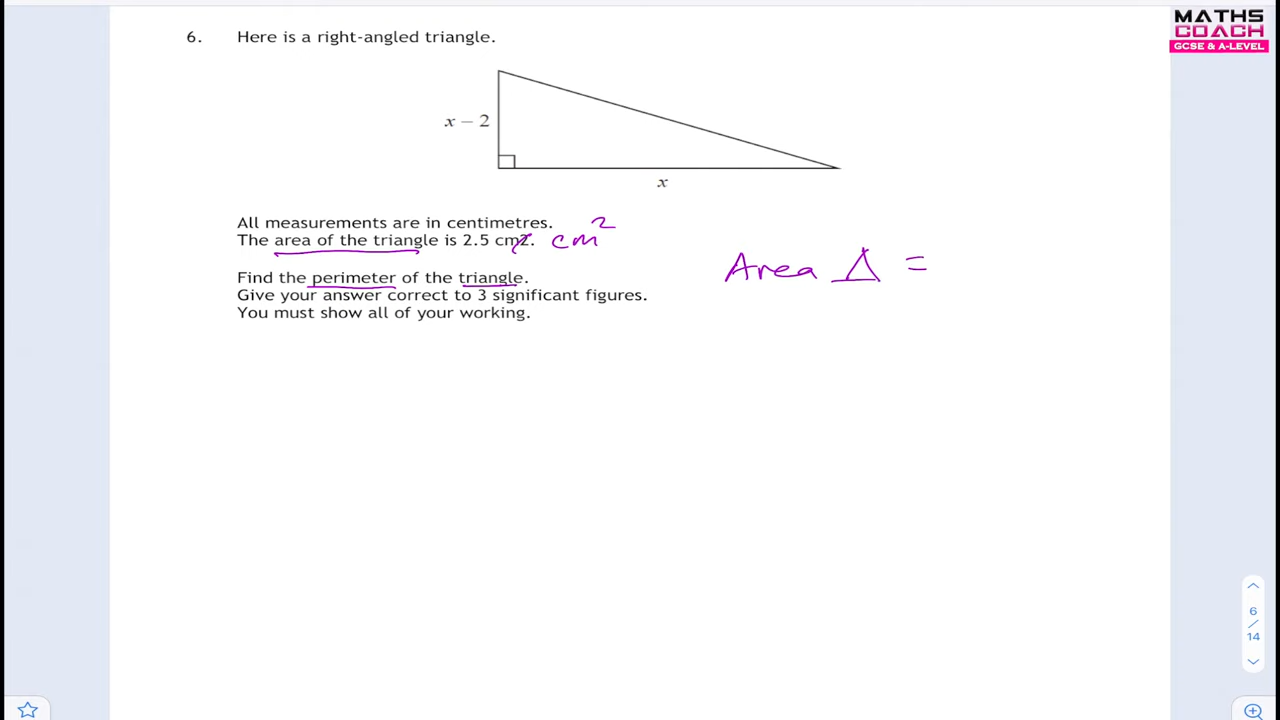 MATHS
COACH
GCSE & A-LEVEL
6. Here is a right-angled triangle.
x − 2
x
All measurements are in centimetres.
The area of the triangle is 2.5 cm2. cm²
Area Δ =
Find the perimeter of the triangle.
Give your answer correct to 3 significant figures.
You must show all of your working.
6
/
14